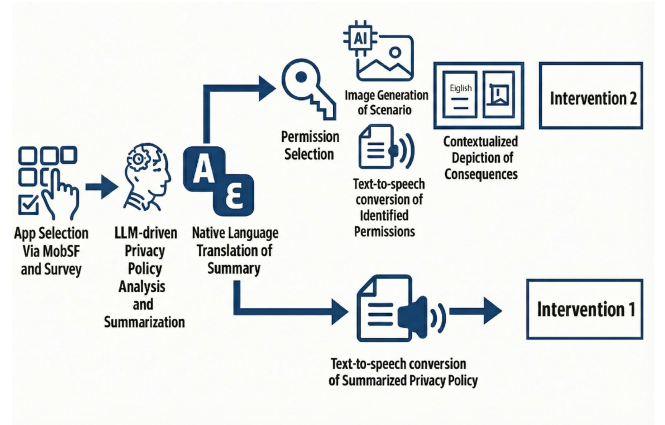 App Selection
Via MobSF
and Survey
LLM-driven
Privacy
Policy
Analysis
and
Summarization
A
Ɛ
Native Language
Translation of
Summary
Permission
Selection
AI
Image Generation
of Scenario
Text-to-speech
conversion of
Identified
Permissions
Eiglish
Contextualized
Depiction of
Consequences
Intervention 2
Text-to-speech conversion
of Summarized Privacy Policy
Intervention 1